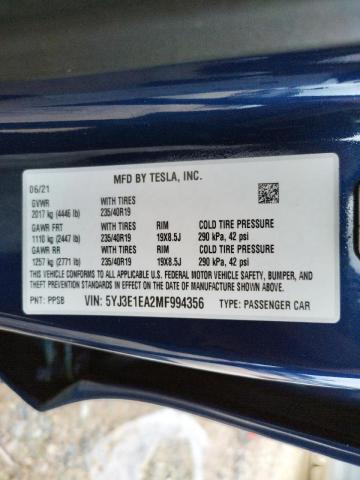 MFD BY TESLA, INC.
06/21
GVWR WITH TIRES
2017 kg (4446 lb) 235/40R19
GAWR FRT WITH TIRES RIM COLD TIRE PRESSURE
1110 kg (2447 lb) 235/40R19 19X8.5J 290 kPa, 42 psi
GAWR RR WITH TIRES RIM COLD TIRE PRESSURE
1257 kg (2771 lb) 235/40R19 19X8.5J 290 kPa, 42 psi
THIS VEHICLE CONFORMS TO ALL APPLICABLE U.S. FEDERAL MOTOR VEHICLE SAFETY, BUMPER, AND
THEFT PREVENTION STANDARDS IN EFFECT ON THE DATE OF MANUFACTURE SHOWN ABOVE.
PNT: PPSB VIN: 5YJ3E1EA2MF994356 TYPE: PASSENGER CAR